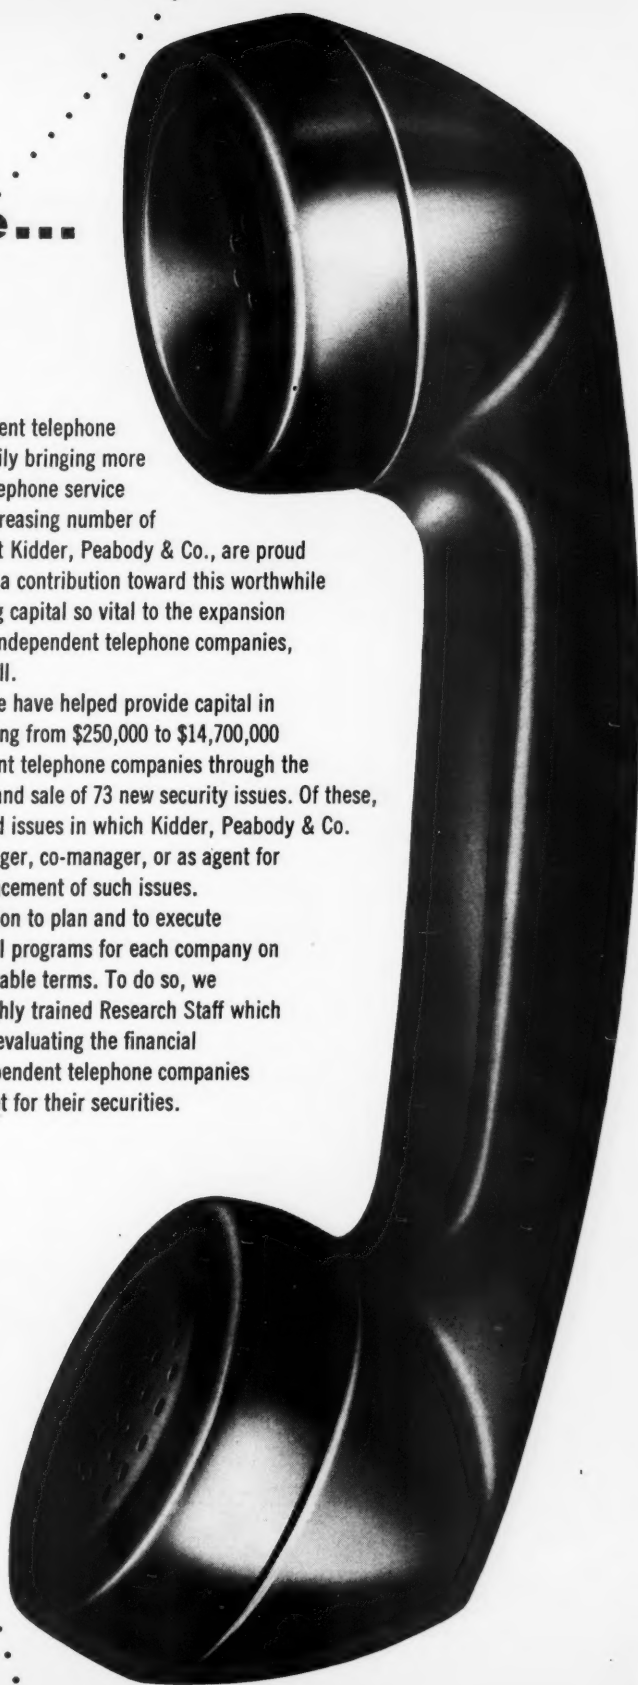 e...
ent telephone
ily bringing more
ephone service
reasing number of
t Kidder, Peabody & Co., are proud
a contribution toward this worthwhile
g capital so vital to the expansion
ndependent telephone companies,
ll.
e have helped provide capital in
ng from $250,000 to $14,700,000
nt telephone companies through the
and sale of 73 new security issues. Of these,
d issues in which Kidder, Peabody & Co.
ger, co-manager, or as agent for
cement of such issues.
on to plan and to execute
l programs for each company on
able terms. To do so, we
hly trained Research Staff which
evaluating the financial
pendent telephone companies
t for their securities.